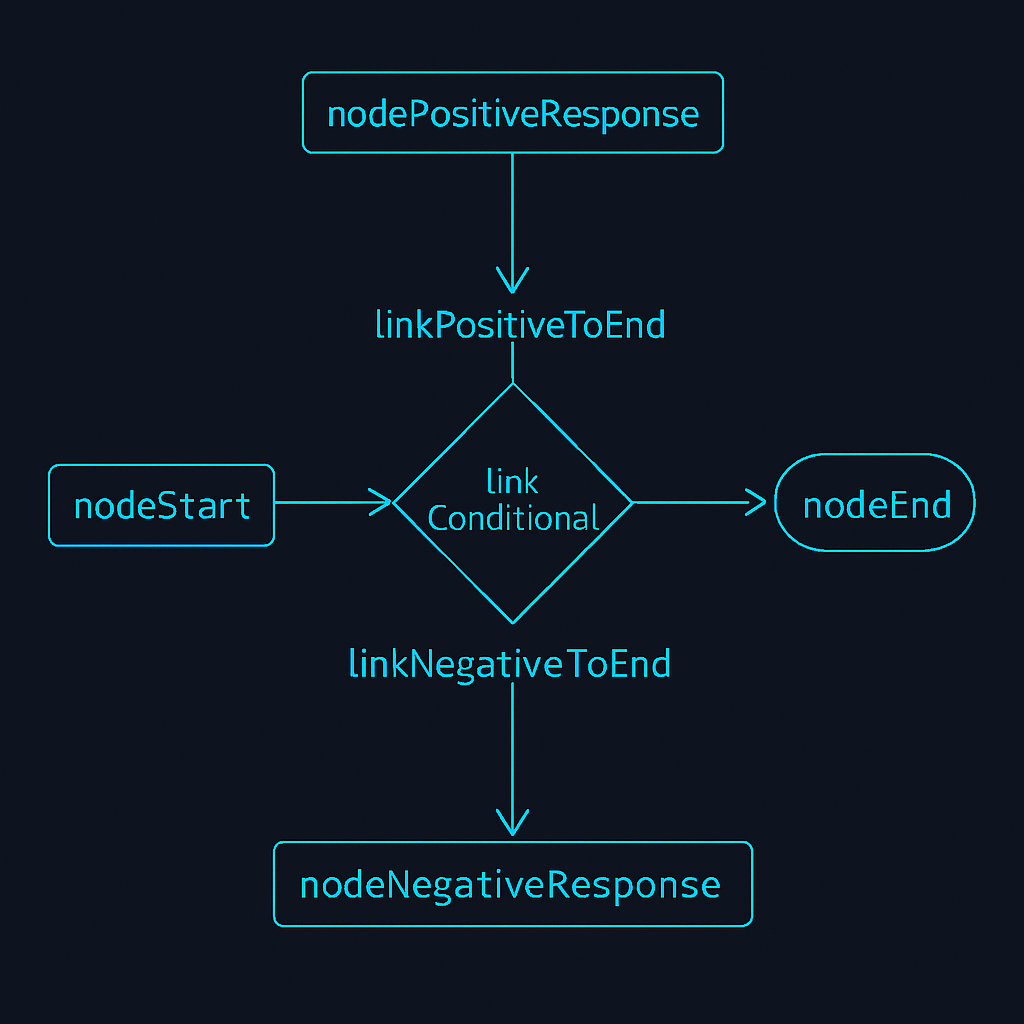 nodePositiveResponse
linkPositiveToEnd
nodeStart
link
Conditional
nodeEnd
linkNegativeToEnd
nodeNegativeResponse